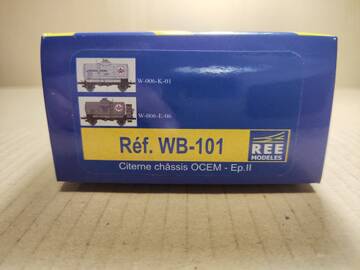 W-006-K-01
W-006-E-06
Réf. WB-101
REE
MODELES
Citerne châssis OCEM - Ep.II